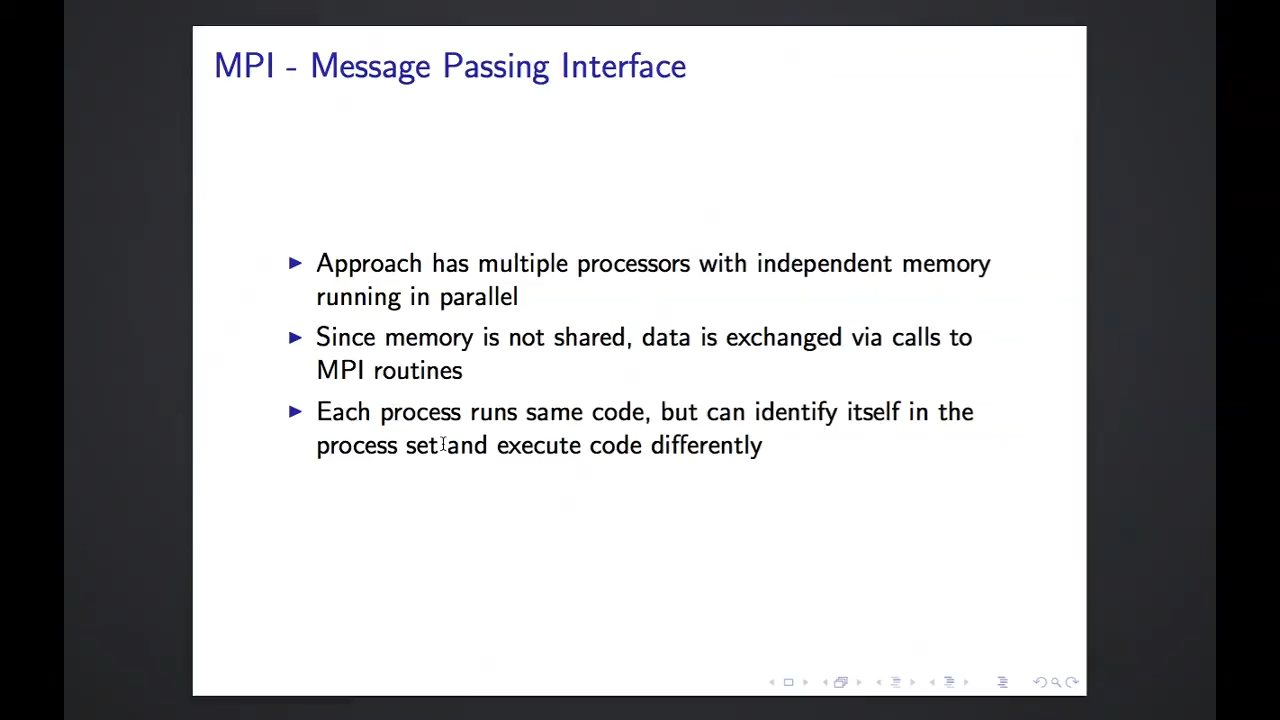 MPI - Message Passing Interface
Approach has multiple processors with independent memory
running in parallel
Since memory is not shared, data is exchanged via calls to
MPI routines
Each process runs same code, but can identify itself in the
process set and execute code differently